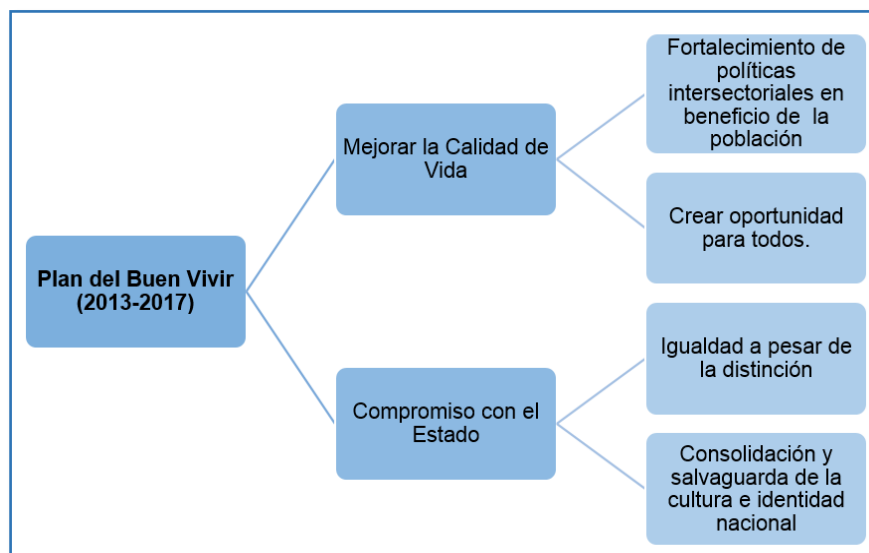 Plan del Buen Vivir
(2013-2017)
Mejorar la Calidad de
Vida
Fortalecimiento de
políticas
intersectoriales en
beneficio de la
población
Crear oportunidad
para todos.
Compromiso con el
Estado
Igualdad a pesar de
la distinción
Consolidación y
salvaguarda de la
cultura e identidad
nacional